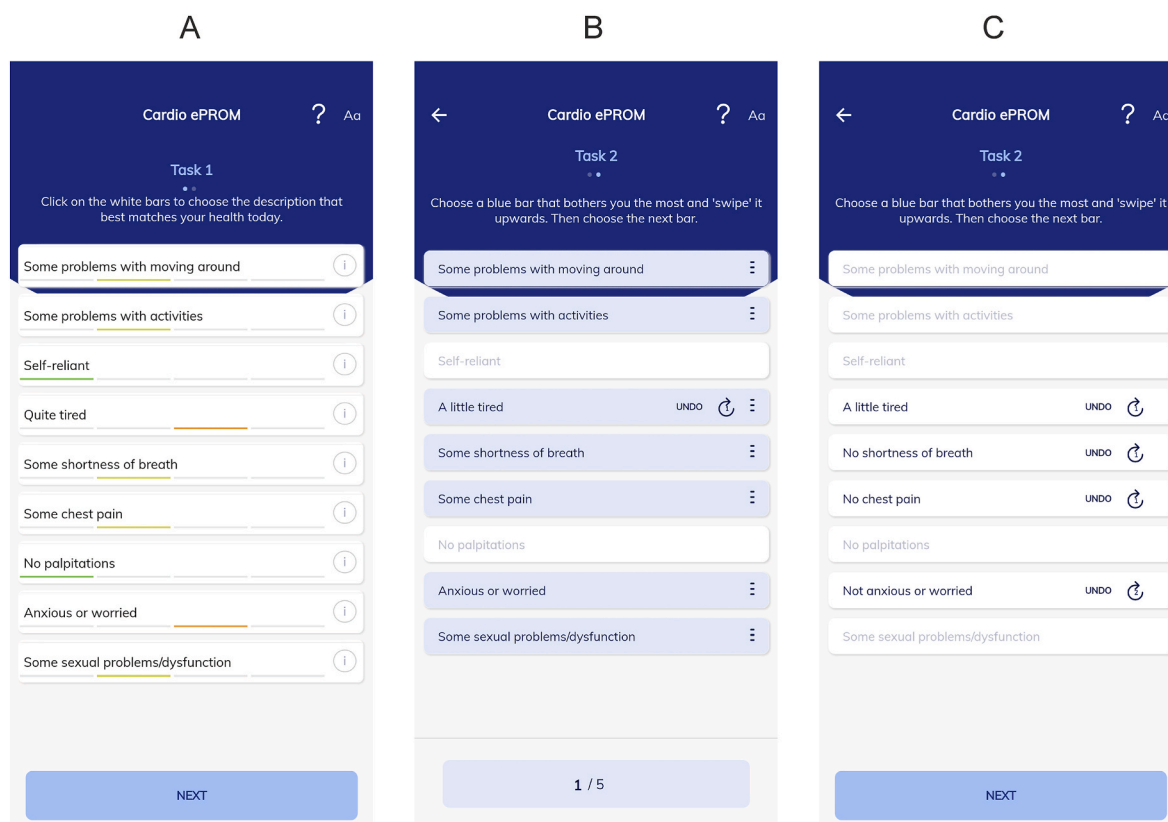 A
Cardio ePROM ? Aa
Task 1
Click on the white bars to choose the description that
best matches your health today.
Some problems with moving around i
Some problems with activities i
Self-reliant i
Quite tired i
Some shortness of breath i
Some chest pain i
No palpitations i
Anxious or worried i
Some sexual problems/dysfunction i
NEXT
B
Cardio ePROM ? Aa
Task 2
Choose a blue bar that bothers you the most and 'swipe' it
upwards. Then choose the next bar.
Some problems with moving around
Some problems with activities
Self-reliant
A little tired UNDO 1
Some shortness of breath
Some chest pain
No palpitations
Anxious or worried
Some sexual problems/dysfunction
1 / 5
C
Cardio ePROM ? Aa
Task 2
Choose a blue bar that bothers you the most and 'swipe' it
upwards. Then choose the next bar.
Some problems with moving around
Some problems with activities
Self-reliant
A little tired UNDO 1
No shortness of breath UNDO 1
No chest pain UNDO 1
No palpitations
Not anxious or worried UNDO 2
Some sexual problems/dysfunction
NEXT